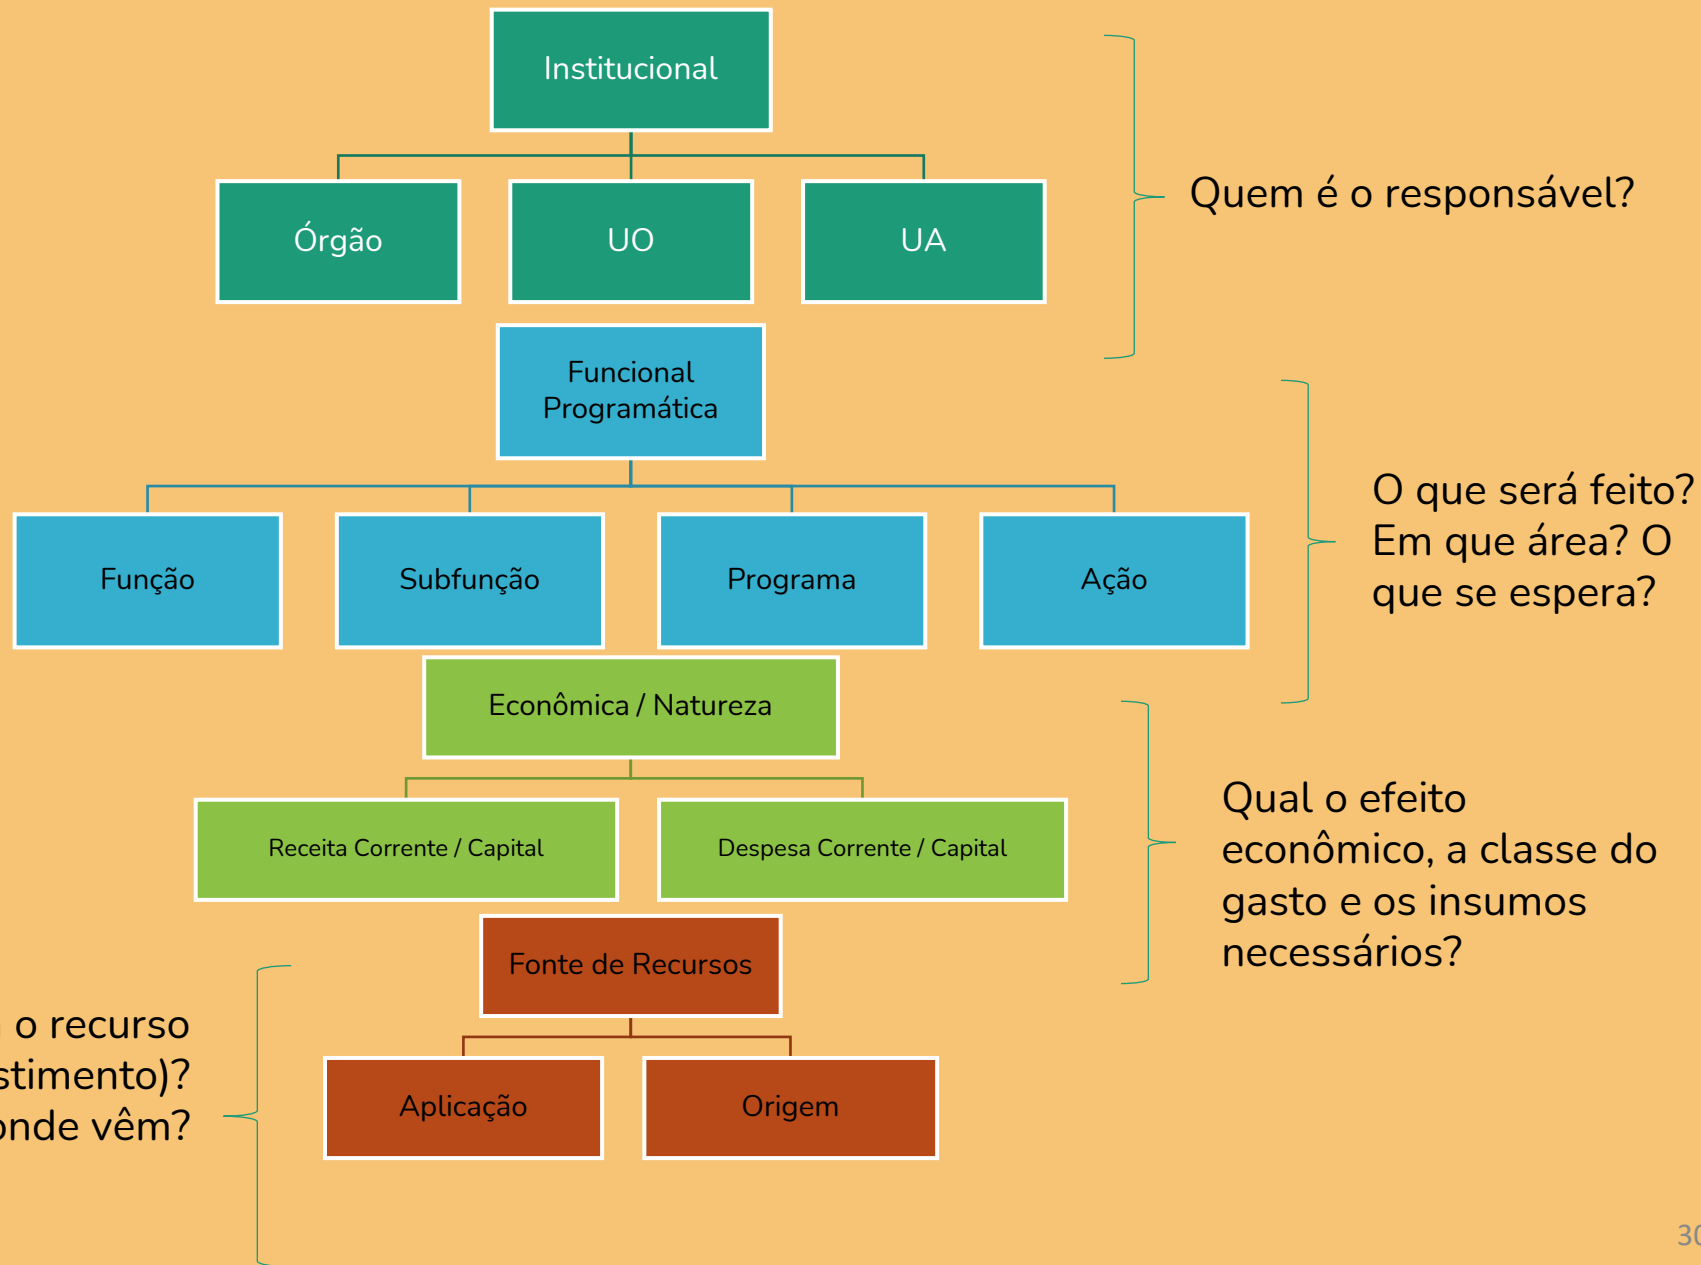 Institucional
Quem é o responsável?
Órgão
UO
UA
Funcional
Programática
O que será feito?
Em que área? O
que se espera?
Função
Subfunção
Programa
Ação
Econômica / Natureza
Receita Corrente / Capital
Despesa Corrente / Capital
Qual o efeito
econômico, a classe do
gasto e os insumos
necessários?
Fonte de Recursos
o recurso
stimento)?
onde vêm?
Aplicação
Origem
30